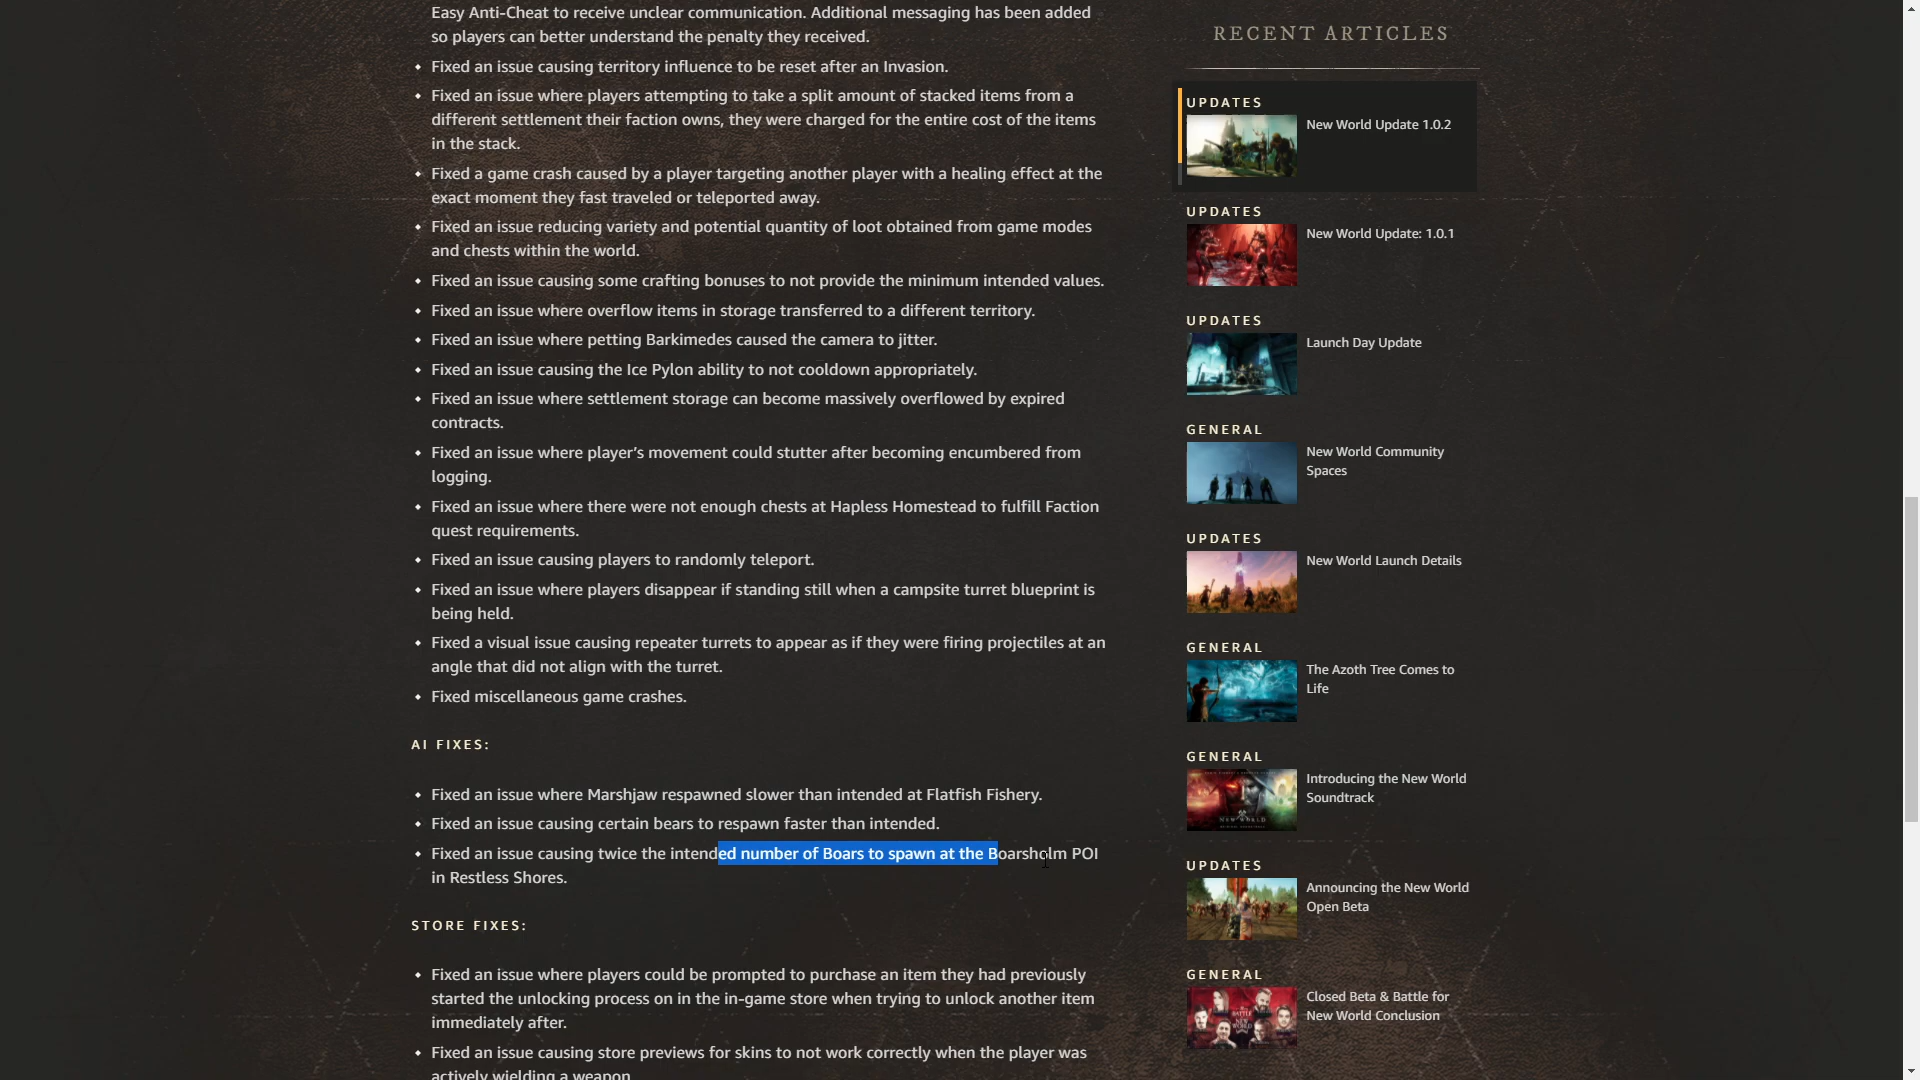 Easy Anti-Cheat to receive unclear communication. Additional messaging has been added
so players can better understand the penalty they received.
Fixed an issue causing territory influence to be reset after an Invasion.
Fixed an issue where players attempting to take a split amount of stacked items from a
different settlement their faction owns, they were charged for the entire cost of the items
in the stack.
Fixed a game crash caused by a player targeting another player with a healing effect at the
exact moment they fast traveled or teleported away.
Fixed an issue reducing variety and potential quantity of loot obtained from game modes
and chests within the world.
Fixed an issue causing some crafting bonuses to not provide the minimum intended values.
Fixed an issue where overflow items in storage transferred to a different territory.
Fixed an issue where petting Barkimedes caused the camera to jitter.
Fixed an issue causing the Ice Pylon ability to not cooldown appropriately.
Fixed an issue where settlement storage can become massively overflowed by expired
contracts.
Fixed an issue where player’s movement could stutter after becoming encumbered from
logging.
Fixed an issue where there were not enough chests at Hapless Homestead to fulfill Faction
quest requirements.
Fixed an issue causing players to randomly teleport.
Fixed an issue where players disappear if standing still when a campsite turret blueprint is
being held.
Fixed a visual issue causing repeater turrets to appear as if they were firing projectiles at an
angle that did not align with the turret.
Fixed miscellaneous game crashes.
AI FIXES:
Fixed an issue where Marshjaw respawned slower than intended at Flatfish Fishery.
Fixed an issue causing certain bears to respawn faster than intended.
Fixed an issue causing twice the intended number of Boars to spawn at the Boarsholm POI
in Restless Shores.
STORE FIXES:
Fixed an issue where players could be prompted to purchase an item they had previously
started the unlocking process on in the in-game store when trying to unlock another item
immediately after.
Fixed an issue causing store previews for skins to not work correctly when the player was
actively wielding a weapon.
RECENT ARTICLES
UPDATES
New World Update 1.0.2
UPDATES
New World Update: 1.0.1
UPDATES
Launch Day Update
GENERAL
New World Community
Spaces
UPDATES
New World Launch Details
GENERAL
The Azoth Tree Comes to
Life
GENERAL
Introducing the New World
Soundtrack
NEW WORLD
UPDATES
Announcing the New World
Open Beta
GENERAL
Closed Beta & Battle for
New World Conclusion